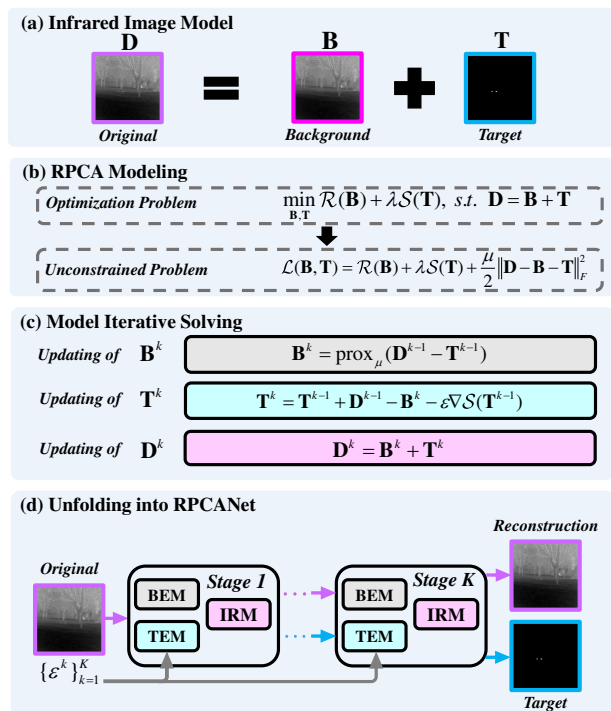 (a) Infrared Image Model
D = B + T
Original Background Target
(b) RPCA Modeling
Optimization Problem min_{B,T} ℛ(B) + λ𝒮(T), s.t. D = B + T
Unconstrained Problem ℒ(B, T) = ℛ(B) + λ𝒮(T) + μ/2 ‖D − B − T‖_F^2
(c) Model Iterative Solving
Updating of B^k B^k = prox_μ(D^{k−1} − T^{k−1})
Updating of T^k T^k = T^{k−1} + D^{k−1} − B^k − ε∇𝒮(T^{k−1})
Updating of D^k D^k = B^k + T^k
(d) Unfolding into RPCANet
Reconstruction
Original
Stage 1
BEM
IRM
TEM
Stage K
BEM
IRM
TEM
{ε^k}_{k=1}^K
Target